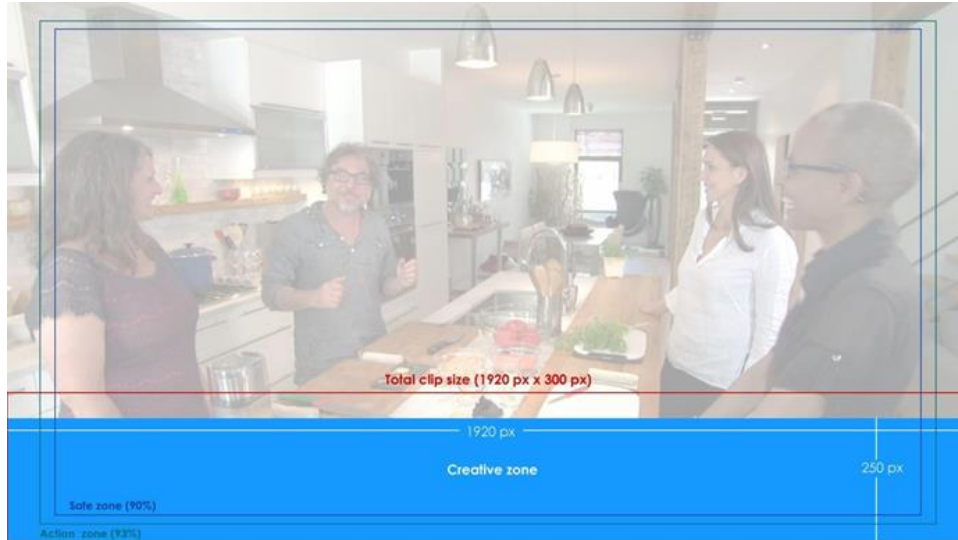 Total clip size (1920 px x 300 px)
1920 px
Creative zone
250 px
Safe zone (90%)
Action zone (93%)